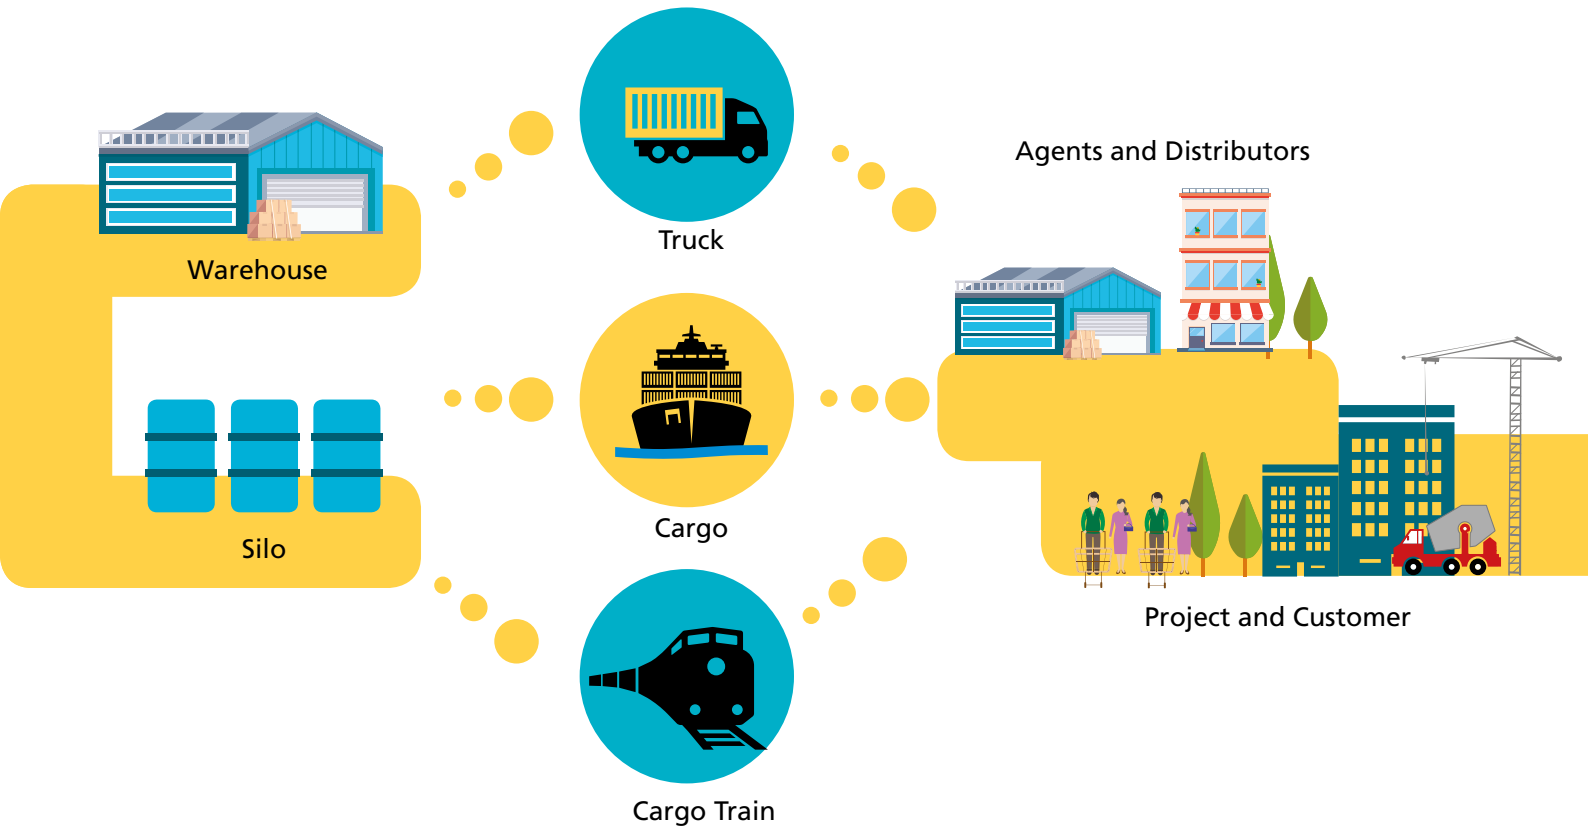 Warehouse
Silo
Truck
Cargo
Cargo Train
Agents and Distributors
Project and Customer